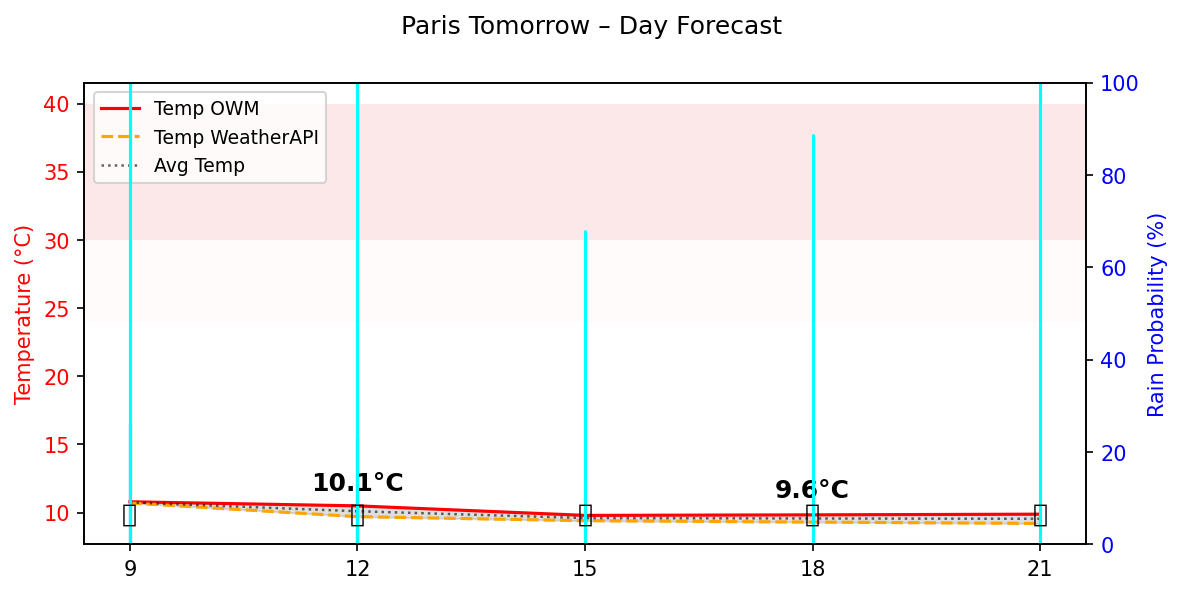 Paris Tomorrow – Day Forecast
Temp OWM
Temp WeatherAPI
Avg Temp
Temperature (°C)
40
35
30
25
20
15
10
10.1°C
9.6°C
100
80
60
40
20
0
Rain Probability (%)
9
12
15
18
21